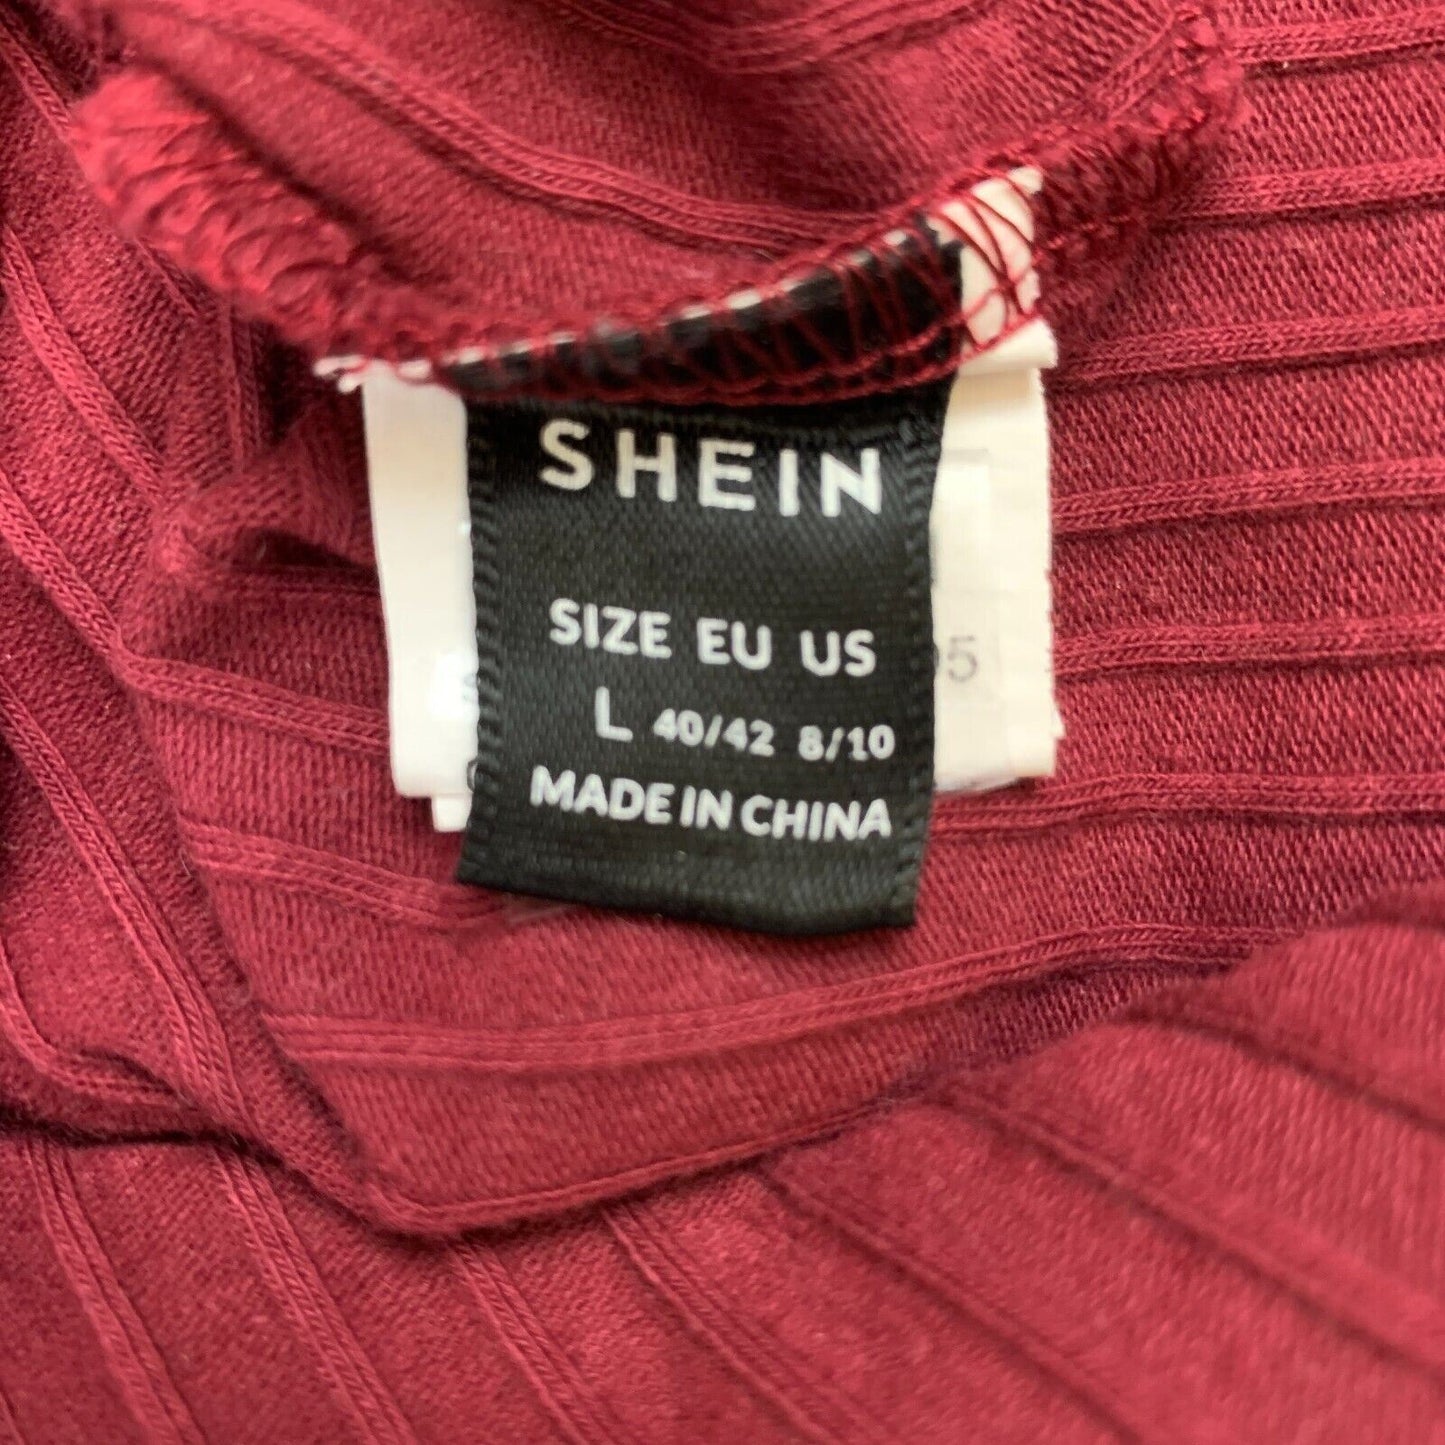 SHEIN
SIZE EU US
L 40/42 8/10
MADE IN CHINA